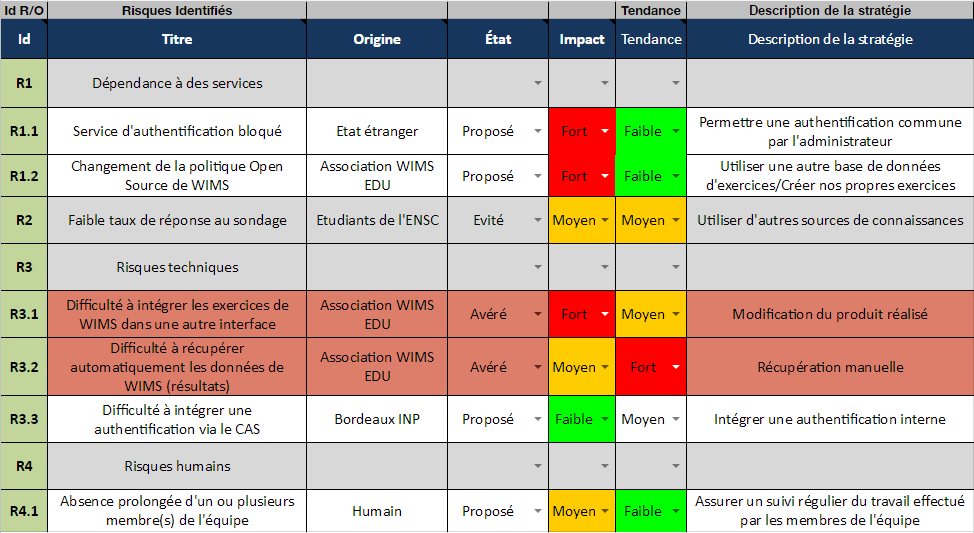 Id R/O Risques Identifiés Tendance Description de la stratégie
Id Titre Origine État Impact Tendance Description de la stratégie
R1 Dépendance à des services
R1.1 Service d'authentification bloqué Etat étranger Proposé Fort Faible Permettre une authentification commune
par l'administrateur
R1.2 Changement de la politique Open
Source de WIMS Association WIMS
EDU Proposé Fort Faible Utiliser une autre base de données
d'exercices/Créer nos propres exercices
R2 Faible taux de réponse au sondage Etudiants de l'ENSC Evité Moyen Moyen Utiliser d'autres sources de connaissances
R3 Risques techniques
R3.1 Difficulté à intégrer les exercices de
WIMS dans une autre interface Association WIMS
EDU Avéré Fort Moyen Modification du produit réalisé
R3.2 Difficulté à récupérer
automatiquement les données de
WIMS (résultats) Association WIMS
EDU Avéré Moyen Fort Récupération manuelle
R3.3 Difficulté à intégrer une
authentification via le CAS Bordeaux INP Proposé Faible Moyen Intégrer une authentification interne
R4 Risques humains
R4.1 Absence prolongée d'un ou plusieurs
membre(s) de l'équipe Humain Proposé Moyen Faible Assurer un suivi régulier du travail effectué
par les membres de l'équipe